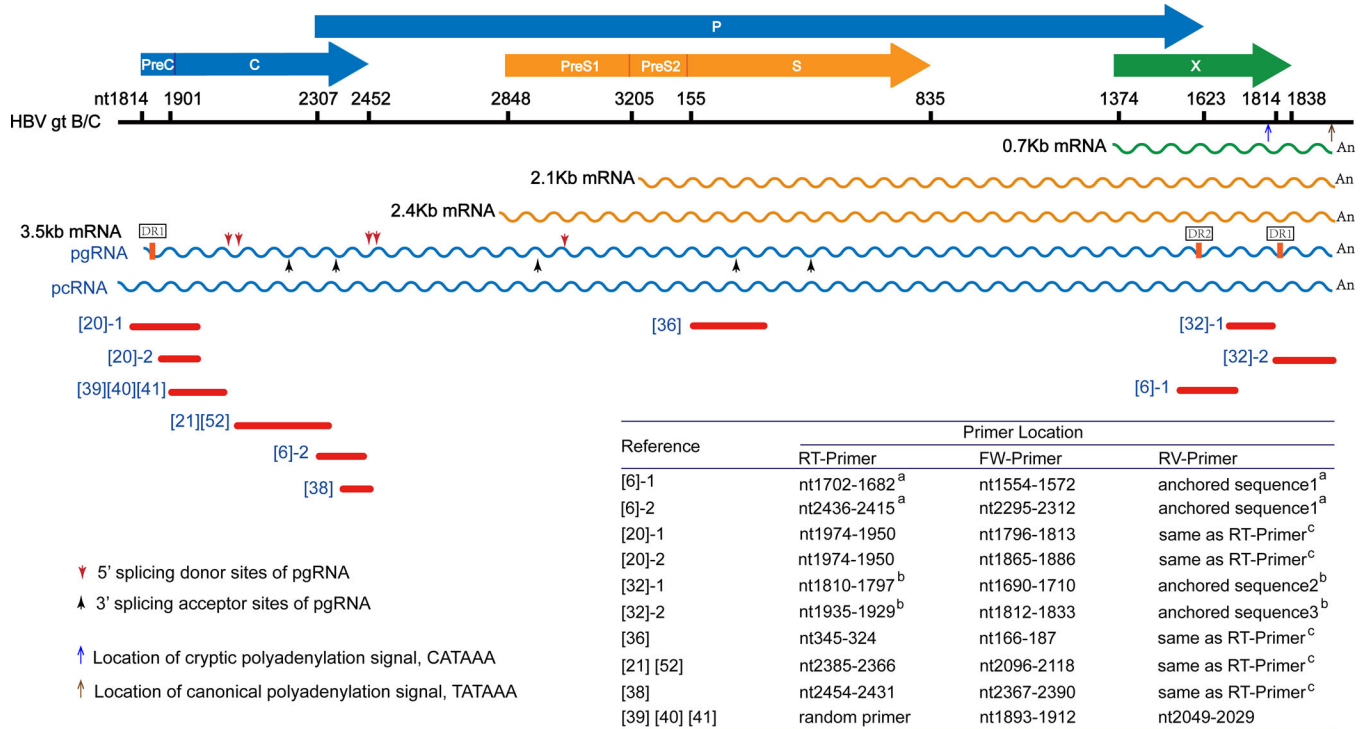 P
PreC C PreS1 PreS2 S X
nt1814 1901 2307 2452 2848 3205 155 835 1374 1623 1814 1838
HBV gt B/C
0.7Kb mRNA An
2.1Kb mRNA An
2.4Kb mRNA An
3.5kb mRNA DR1 DR2 DR1
pgRNA An
pcRNA An
[20]-1 [36] [32]-1
[20]-2 [32]-2
[39][40][41] [6]-1
[21][52]
[6]-2
[38]
Reference Primer Location
RT-Primer FW-Primer RV-Primer
[6]-1 nt1702-1682a nt1554-1572 anchored sequence1a
[6]-2 nt2436-2415a nt2295-2312 anchored sequence1a
[20]-1 nt1974-1950 nt1796-1813 same as RT-Primerc
[20]-2 nt1974-1950 nt1865-1886 same as RT-Primerc
[32]-1 nt1810-1797b nt1690-1710 anchored sequence2b
[32]-2 nt1935-1929b nt1812-1833 anchored sequence3b
[36] nt345-324 nt166-187 same as RT-Primerc
[21] [52] nt2385-2366 nt2096-2118 same as RT-Primerc
[38] nt2454-2431 nt2367-2390 same as RT-Primerc
[39] [40] [41] random primer nt1893-1912 nt2049-2029
5' splicing donor sites of pgRNA
3' splicing acceptor sites of pgRNA
Location of cryptic polyadenylation signal, CATAAA
Location of canonical polyadenylation signal, TATAAA